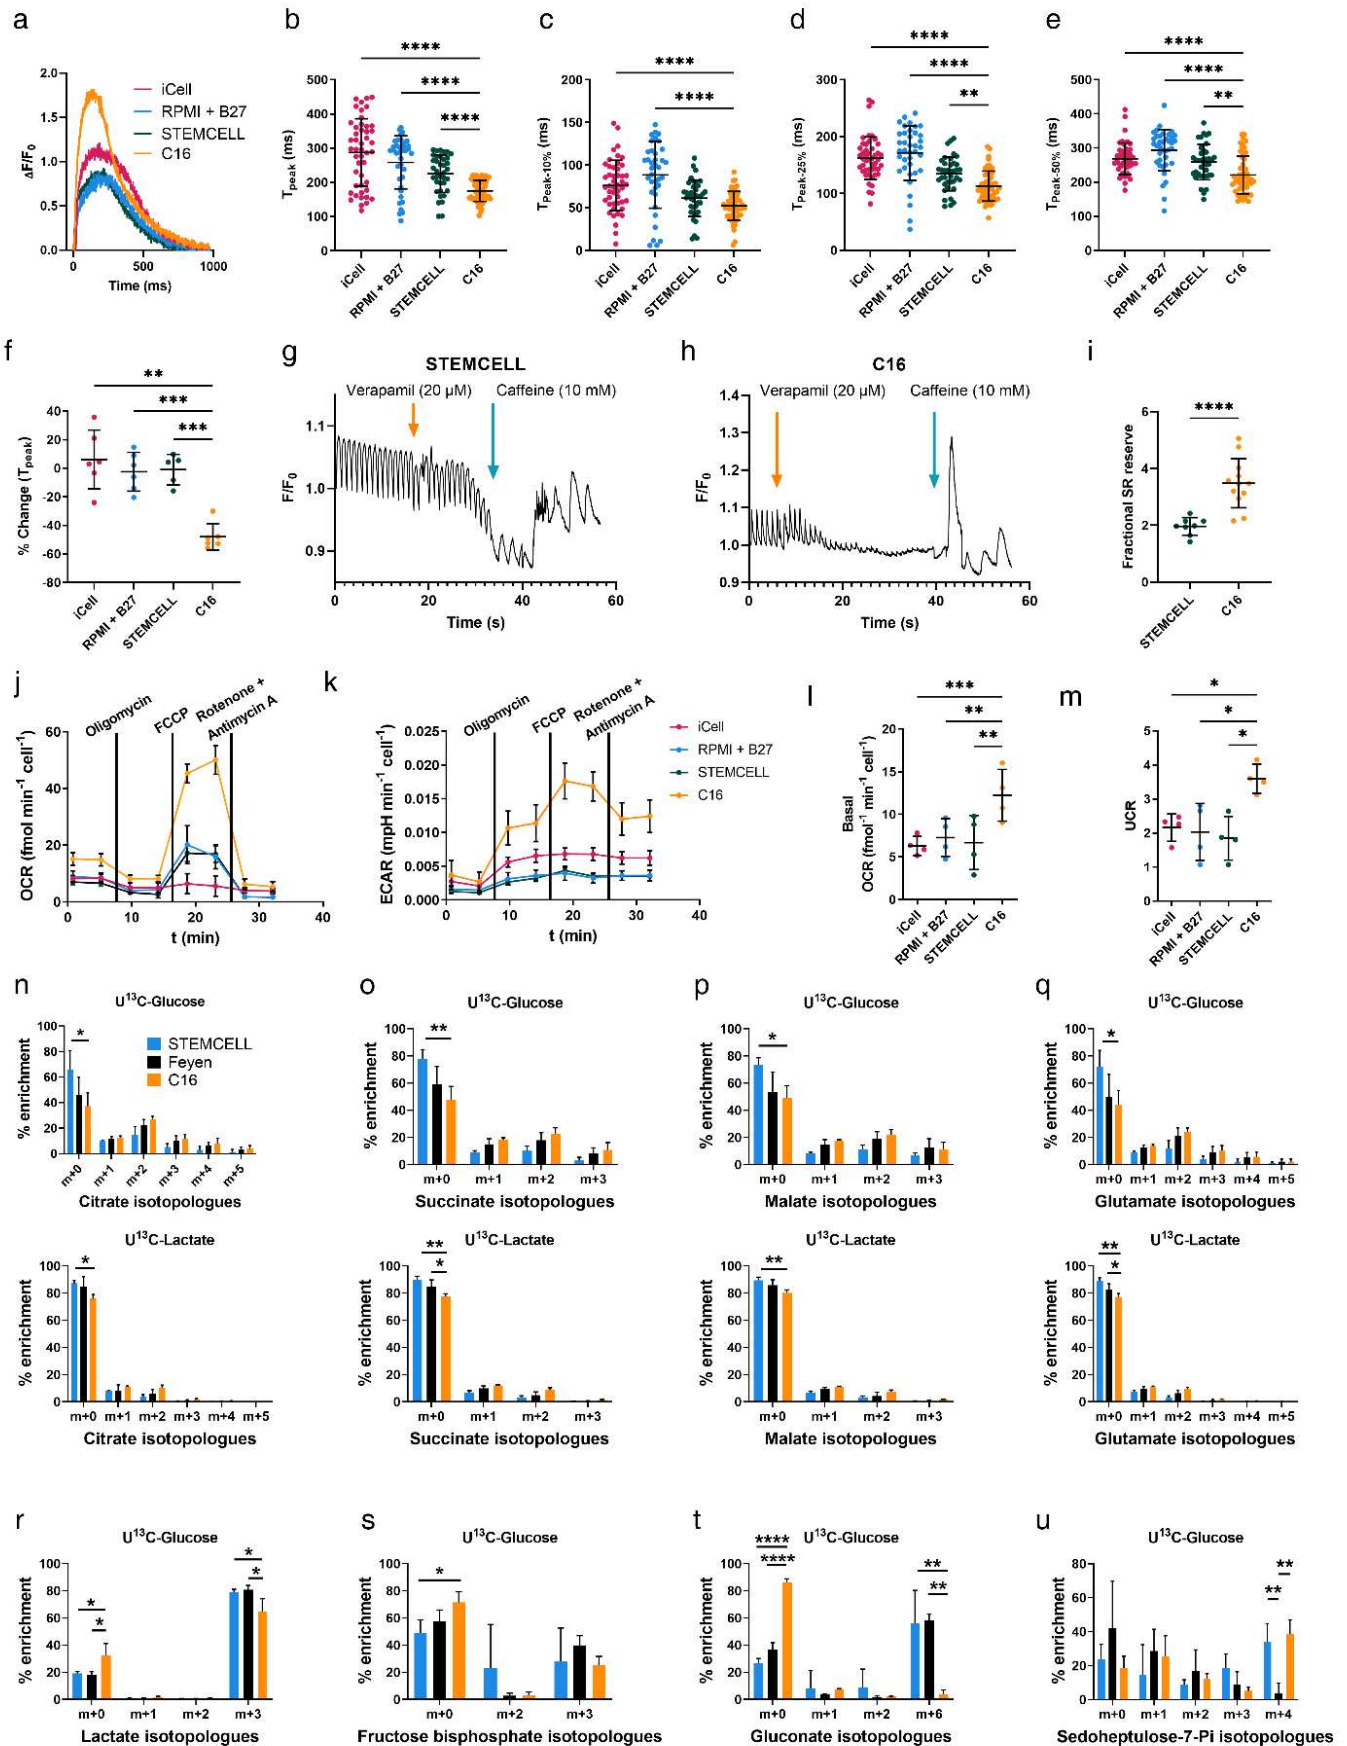 a
2.0
1.5
1.0
0.5
0.0
ΔF/F0
0 500 1000
Time (ms)
iCell
RPMI + B27
STEMCELL
C16
b
****
****
****
500
400
300
200
100
0
Tpeak (ms)
iCell
RPMI + B27
STEMCELL
C16
c
****
****
200
150
100
50
0
TPeak-10% (ms)
iCell
RPMI + B27
STEMCELL
C16
d
****
****
**
300
200
100
0
TPeak-25% (ms)
iCell
RPMI + B27
STEMCELL
C16
e
****
****
**
500
400
300
200
100
0
TPeak-50% (ms)
iCell
RPMI + B27
STEMCELL
C16
f
**
***
***
40
20
0
-20
-40
-60
-80
% Change (Tpeak)
iCell
RPMI + B27
STEMCELL
C16
g
STEMCELL
Verapamil (20 µM) Caffeine (10 mM)
1.1
1.0
0.9
F/F0
0 20 40 60
Time (s)
h
C16
Verapamil (20 µM) Caffeine (10 mM)
1.4
1.3
1.2
1.1
1.0
0.9
F/F0
0 20 40 60
Time (s)
i
****
6
4
2
0
Fractional SR reserve
STEMCELL
C16
j
Oligomycin
FCCP
Rotenone +
Antimycin A
60
40
20
0
OCR (fmol min-1 cell-1)
0 10 20 30 40
t (min)
k
Oligomycin
FCCP
Rotenone +
Antimycin A
0.025
0.020
0.015
0.010
0.005
0.000
ECAR (mpH min-1 cell-1)
0 10 20 30 40
t (min)
iCell
RPMI + B27
STEMCELL
C16
l
***
**
**
20
15
10
5
0
Basal
OCR (fmol-1 min-1 cell-1)
iCell
RPMI + B27
STEMCELL
C16
m
*
*
*
5
4
3
2
1
0
UCR
iCell
RPMI + B27
STEMCELL
C16
n
U13C-Glucose
*
100
80
60
40
20
0
% enrichment
STEMCELL
Feyen
C16
m+0 m+1 m+2 m+3 m+4 m+5
Citrate isotopologues
o
U13C-Glucose
**
100
80
60
40
20
0
% enrichment
m+0 m+1 m+2 m+3
Succinate isotopologues
p
U13C-Glucose
*
100
80
60
40
20
0
% enrichment
m+0 m+1 m+2 m+3
Malate isotopologues
q
U13C-Glucose
*
100
80
60
40
20
0
% enrichment
m+0 m+1 m+2 m+3 m+4 m+5
Glutamate isotopologues
U13C-Lactate
*
100
80
60
40
20
0
% enrichment
m+0 m+1 m+2 m+3 m+4 m+5
Citrate isotopologues
U13C-Lactate
**
*
100
80
60
40
20
0
% enrichment
m+0 m+1 m+2 m+3
Succinate isotopologues
U13C-Lactate
**
100
80
60
40
20
0
% enrichment
m+0 m+1 m+2 m+3
Malate isotopologues
U13C-Lactate
**
*
100
80
60
40
20
0
% enrichment
m+0 m+1 m+2 m+3 m+4 m+5
Glutamate isotopologues
r
U13C-Glucose
* *
* *
100
80
60
40
20
0
% enrichment
m+0 m+1 m+2 m+3
Lactate isotopologues
s
U13C-Glucose
*
100
80
60
40
20
0
% enrichment
m+0 m+2 m+3
Fructose bisphosphate isotopologues
t
U13C-Glucose
**** **
**** **
100
80
60
40
20
0
% enrichment
m+0 m+1 m+2 m+6
Gluconate isotopologues
u
U13C-Glucose
**
**
80
60
40
20
0
% enrichment
m+0 m+1 m+2 m+3 m+4
Sedoheptulose-7-Pi isotopologues